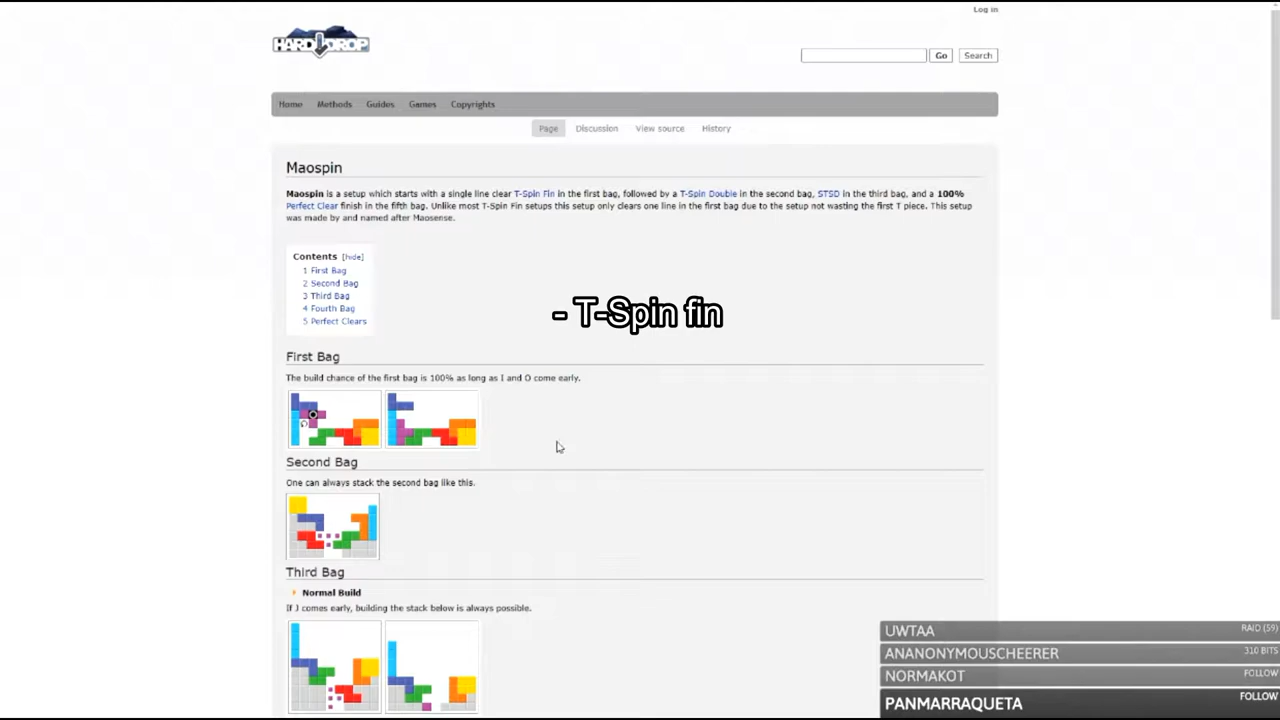 Log in
HARD DROP
Go
Search
Home
Methods
Guides
Games
Copyrights
Page
Discussion
View source
History
Maospin
Maospin is a setup which starts with a single line clear T-Spin Fin in the first bag, followed by a T-Spin Double in the second bag, STSD in the third bag, and a 100%
Perfect Clear finish in the fifth bag. Unlike most T-Spin Fin setups this setup only clears one line in the first bag due to the setup not wasting the first T piece. This setup
was made by and named after Maosense.
Contents [hide]
1 First Bag
2 Second Bag
3 Third Bag
4 Fourth Bag
5 Perfect Clears
- T-Spin fin
First Bag
The build chance of the first bag is 100% as long as I and O come early.
Second Bag
One can always stack the second bag like this.
Third Bag
Normal Build
If J comes early, building the stack below is always possible.
UWTAA RAID (59)
ANANONYMOUSCHEERER 310 BITS
NORMAKOT FOLLOW
PANMARRAQUETA FOLLOW